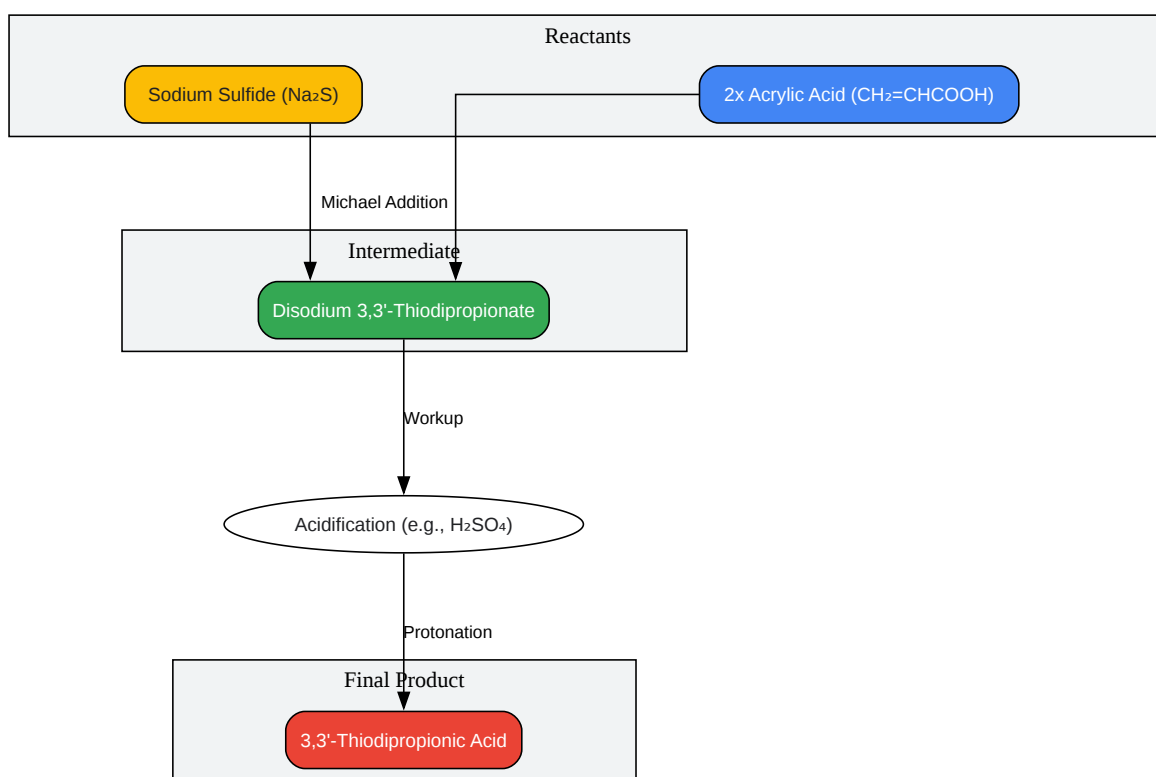 Reactants
Sodium Sulfide (Na₂S)
2x Acrylic Acid (CH₂=CHCOOH)
Michael Addition
Intermediate
Disodium 3,3'-Thiodipropionate
Workup
Acidification (e.g., H₂SO₄)
Protonation
Final Product
3,3'-Thiodipropionic Acid